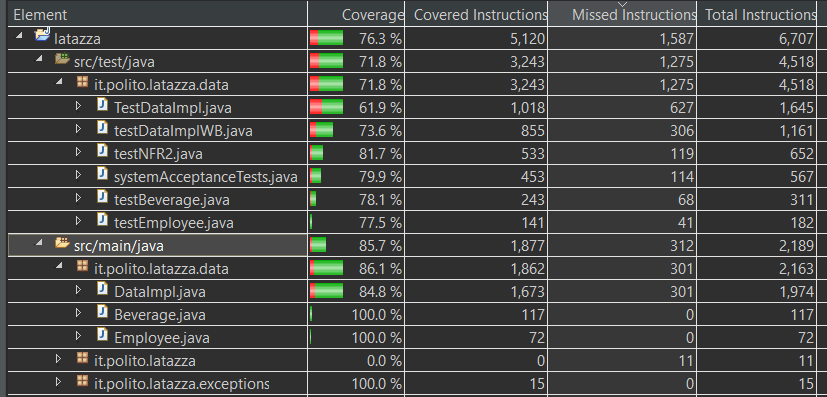 Element Coverage Covered Instructions Missed Instructions Total Instructions
latazza 76.3 % 5,120 1,587 6,707
src/test/java 71.8 % 3,243 1,275 4,518
it.polito.latazza.data 71.8 % 3,243 1,275 4,518
TestDataImpl.java 61.9 % 1,018 627 1,645
testDataImplWB.java 73.6 % 855 306 1,161
testNFR2.java 81.7 % 533 119 652
systemAcceptanceTests.java 79.9 % 453 114 567
testBeverage.java 78.1 % 243 68 311
testEmployee.java 77.5 % 141 41 182
src/main/java 85.7 % 1,877 312 2,189
it.polito.latazza.data 86.1 % 1,862 301 2,163
DataImpl.java 84.8 % 1,673 301 1,974
Beverage.java 100.0 % 117 0 117
Employee.java 100.0 % 72 0 72
it.polito.latazza 0.0 % 0 11 11
it.polito.latazza.exceptions 100.0 % 15 0 15